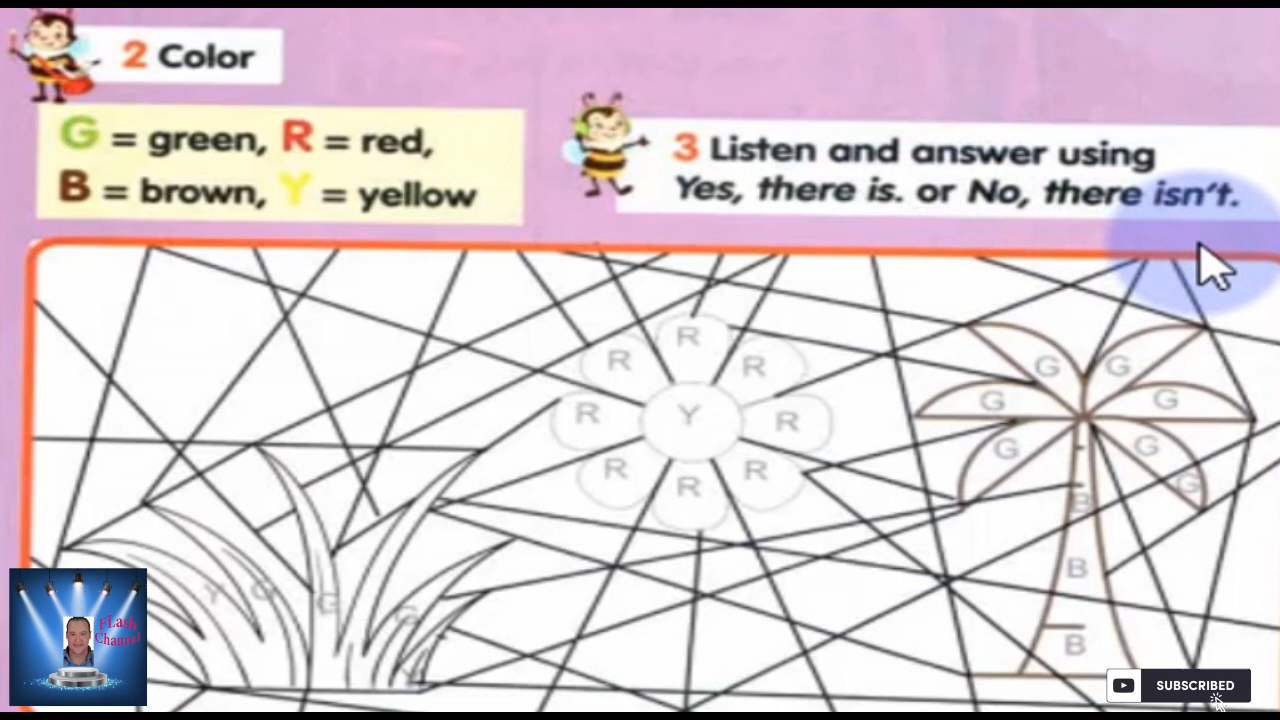 2 Color
G = green, R = red,
B = brown, Y = yellow
3 Listen and answer using
Yes, there is. or No, there isn't.
R
R
R
R
Y
R
R
R
R
G
G
G
G
G
G
G
B
B
B
Y
G
G
G
FLash
Channel
SUBSCRIBED